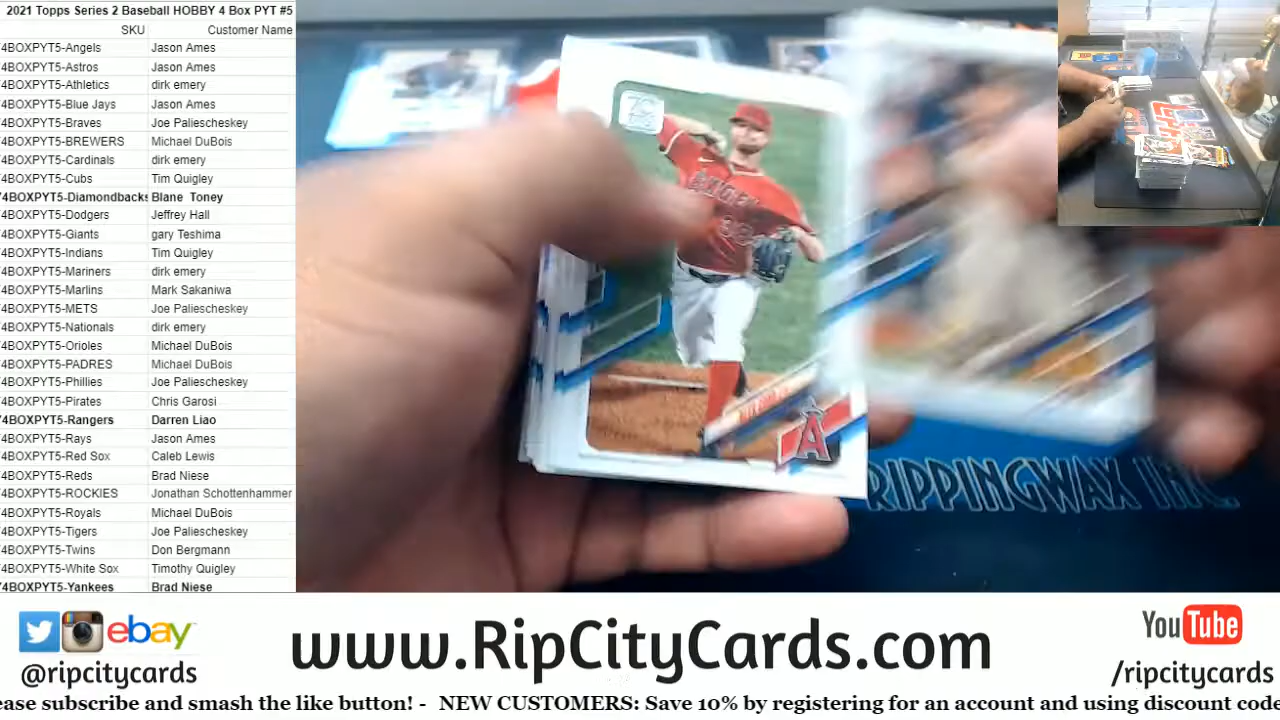 2021 Topps Series 2 Baseball HOBBY 4 Box PYT #5
SKU Customer Name
4BOXPYT5-Angels Jason Ames
4BOXPYT5-Astros Jason Ames
4BOXPYT5-Athletics dirk emery
4BOXPYT5-Blue Jays Jason Ames
4BOXPYT5-Braves Joe Paliescheskey
4BOXPYT5-BREWERS Michael DuBois
4BOXPYT5-Cardinals dirk emery
4BOXPYT5-Cubs Tim Quigley
4BOXPYT5-Diamondbacks Blane Toney
4BOXPYT5-Dodgers Jeffrey Hall
4BOXPYT5-Giants gary Teshima
4BOXPYT5-Indians Tim Quigley
4BOXPYT5-Mariners dirk emery
4BOXPYT5-Marlins Mark Sakaniwa
4BOXPYT5-METS Joe Paliescheskey
4BOXPYT5-Nationals dirk emery
4BOXPYT5-Orioles Michael DuBois
4BOXPYT5-PADRES Michael DuBois
4BOXPYT5-Phillies Joe Paliescheskey
4BOXPYT5-Pirates Chris Garosi
4BOXPYT5-Rangers Darren Liao
4BOXPYT5-Rays Jason Ames
4BOXPYT5-Red Sox Caleb Lewis
4BOXPYT5-Reds Brad Niese
4BOXPYT5-ROCKIES Jonathan Schottenhammer
4BOXPYT5-Royals Michael DuBois
4BOXPYT5-Tigers Joe Paliescheskey
4BOXPYT5-Twins Don Bergmann
4BOXPYT5-White Sox Timothy Quigley
4BOXPYT5-Yankees Brad Niese
RIPPINGWAX INC
ebay
@ripcitycards
www.RipCityCards.com
YouTube
/ripcitycards
ease subscribe and smash the like button! - NEW CUSTOMERS: Save 10% by registering for an account and using discount code